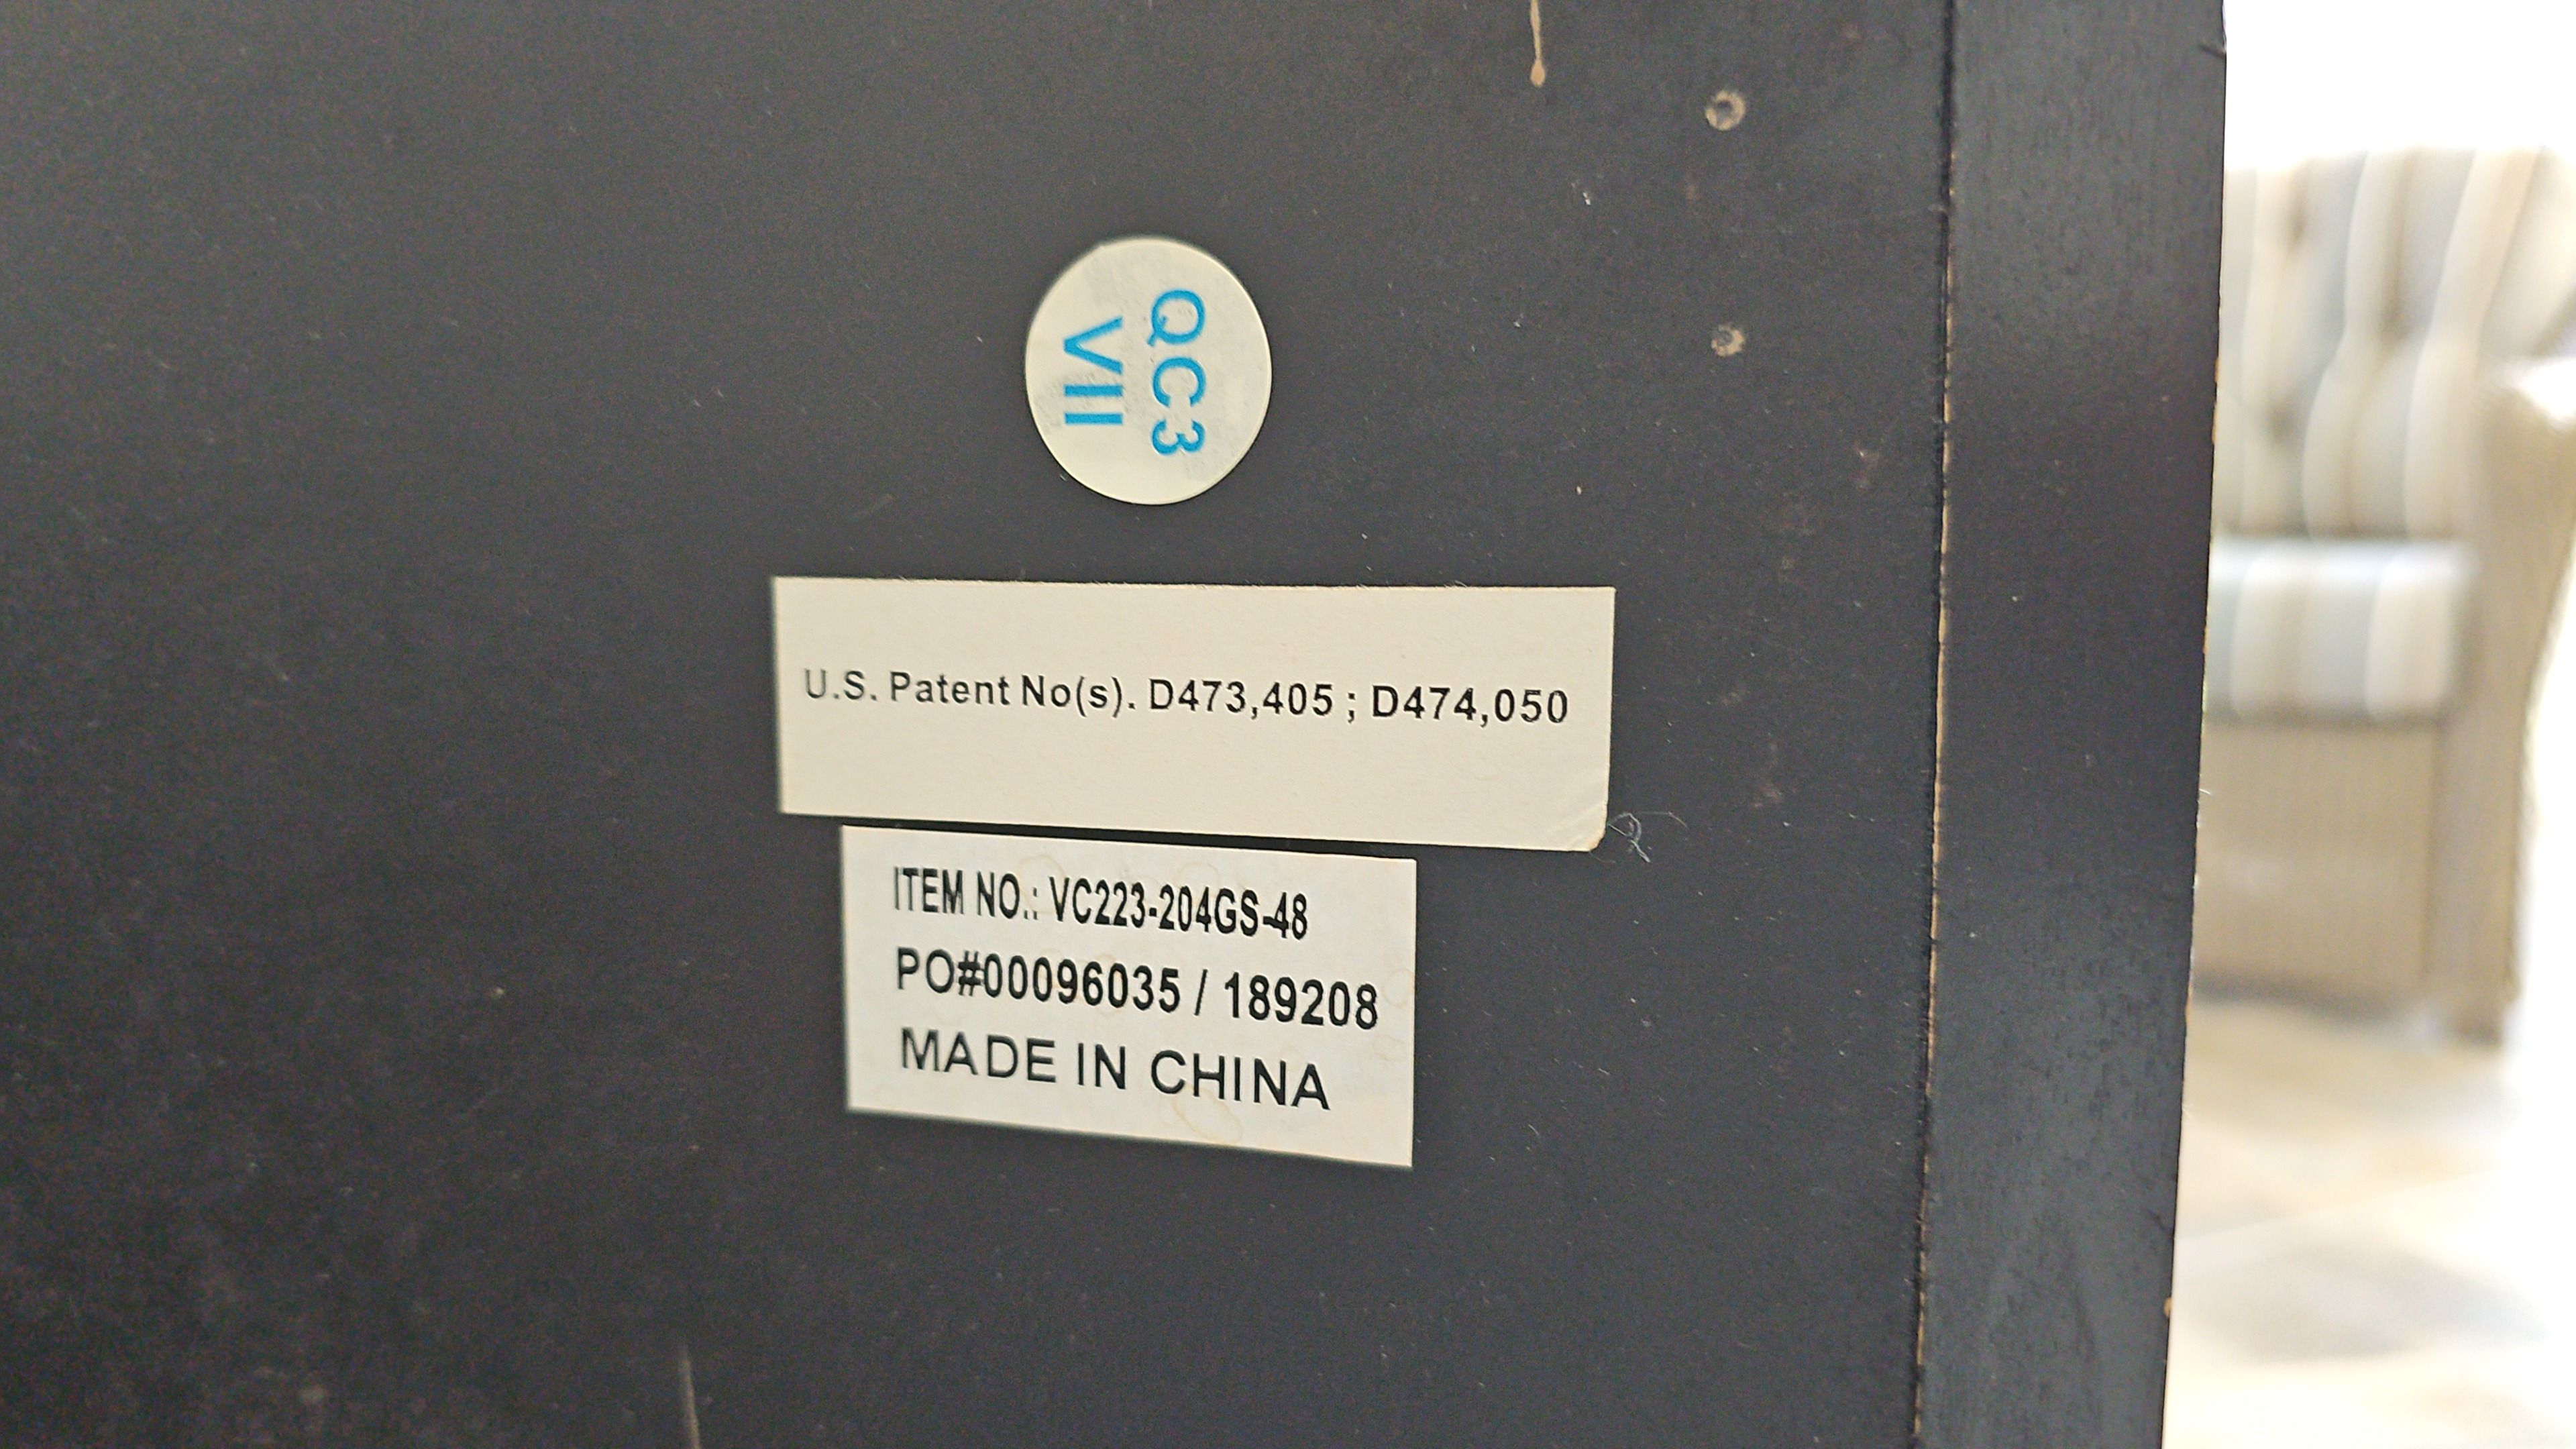 QC3
VII
U.S. Patent No(s). D473,405 ; D474,050
ITEM NO.: VC223-204GS-48
PO#00096035 / 189208
MADE IN CHINA